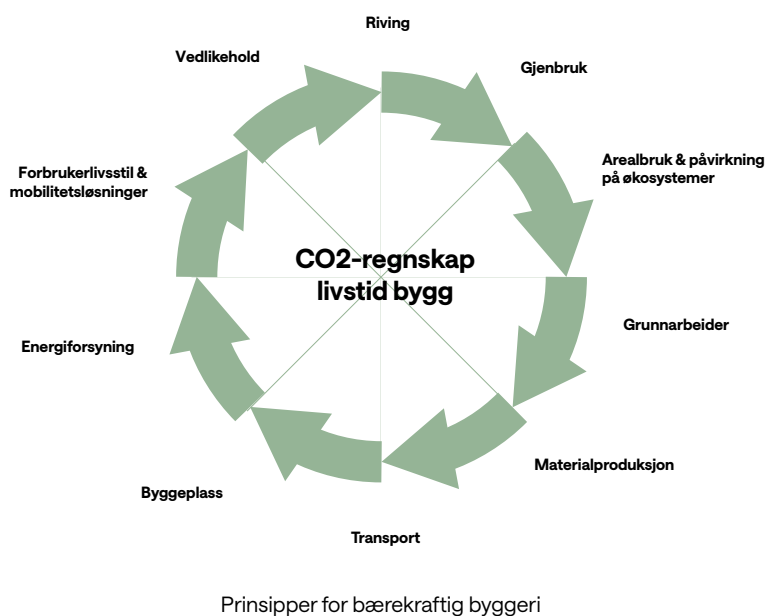 Riving
Gjenbruk
Arealbruk & påvirkning
på økosystemer
Grunnarbeider
Materialproduksjon
Transport
Byggeplass
Energiforsyning
Forbrukerlivsstil &
mobilitetsløsninger
Vedlikehold
CO2-regnskap
livstid bygg
Prinsipper for bærekraftig byggeri